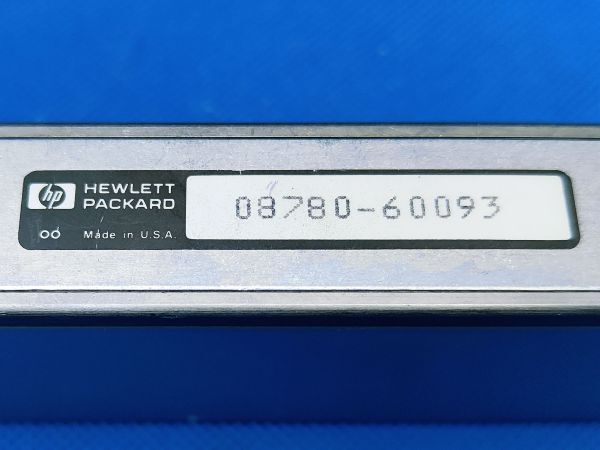 hp HEWLETT
PACKARD
Made in U.S.A.
08780-60093